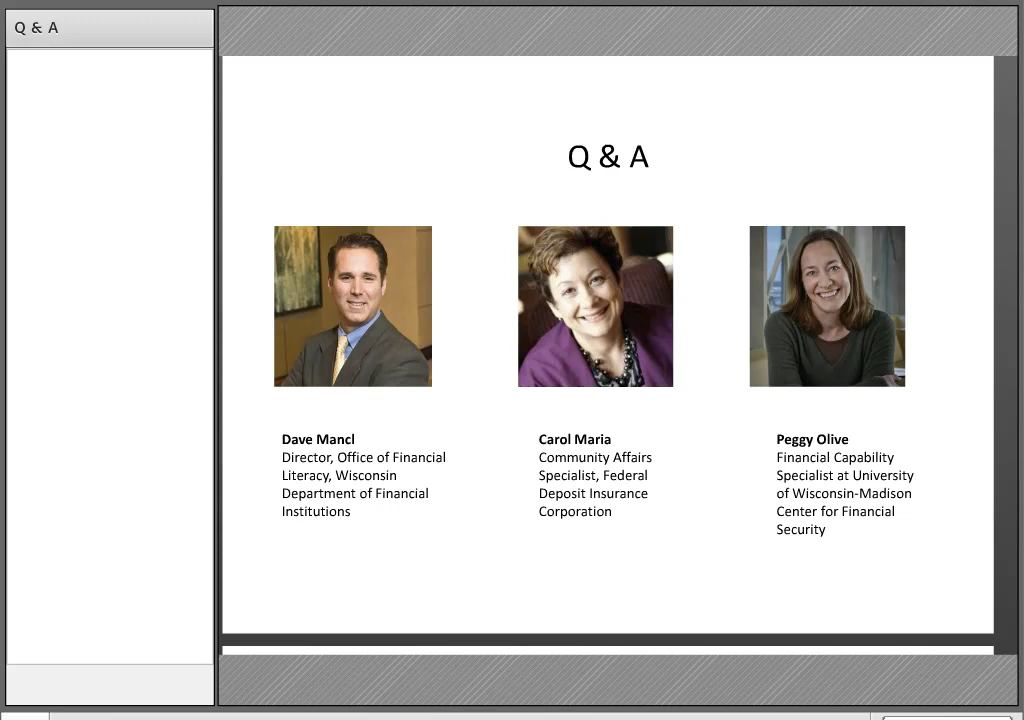 Q & A
Q & A
Dave Mancl
Director, Office of Financial
Literacy, Wisconsin
Department of Financial
Institutions
Carol Maria
Community Affairs
Specialist, Federal
Deposit Insurance
Corporation
Peggy Olive
Financial Capability
Specialist at University
of Wisconsin-Madison
Center for Financial
Security